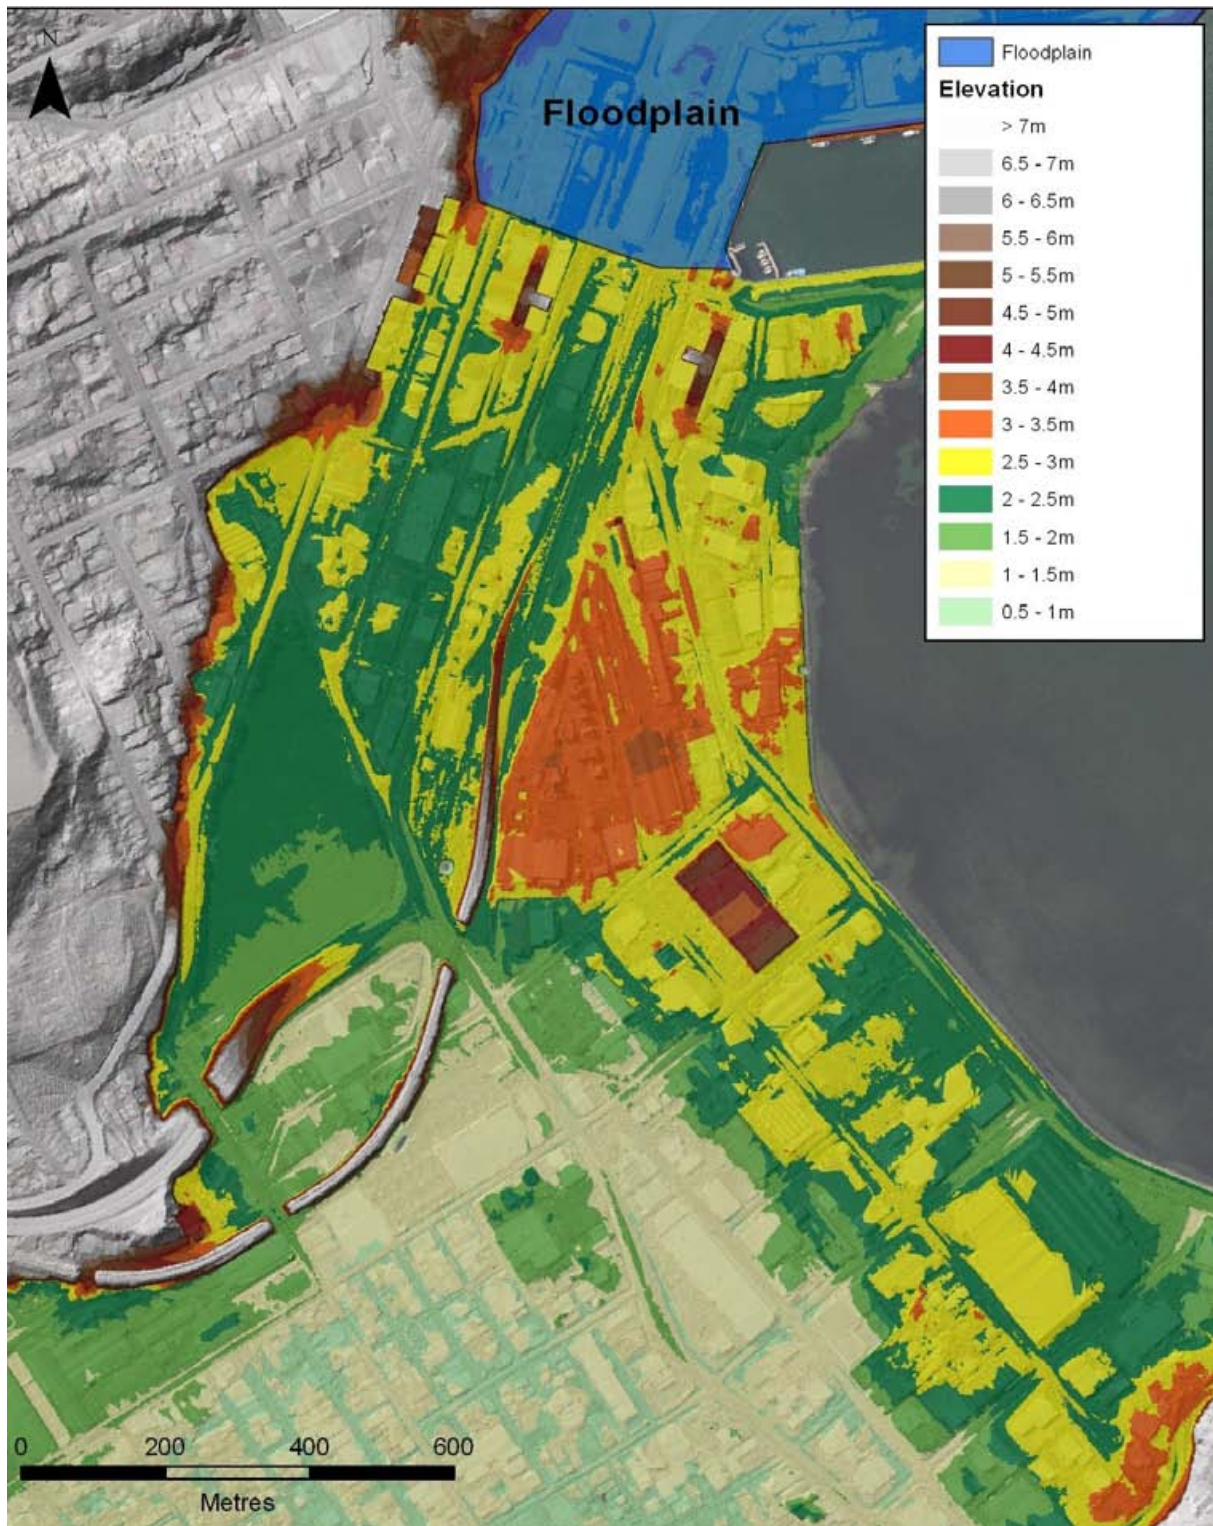 N
Floodplain
Floodplain
Elevation
> 7m
6.5 - 7m
6 - 6.5m
5.5 - 6m
5 - 5.5m
4.5 - 5m
4 - 4.5m
3.5 - 4m
3 - 3.5m
2.5 - 3m
2 - 2.5m
1.5 - 2m
1 - 1.5m
0.5 - 1m
0 200 400 600
Metres